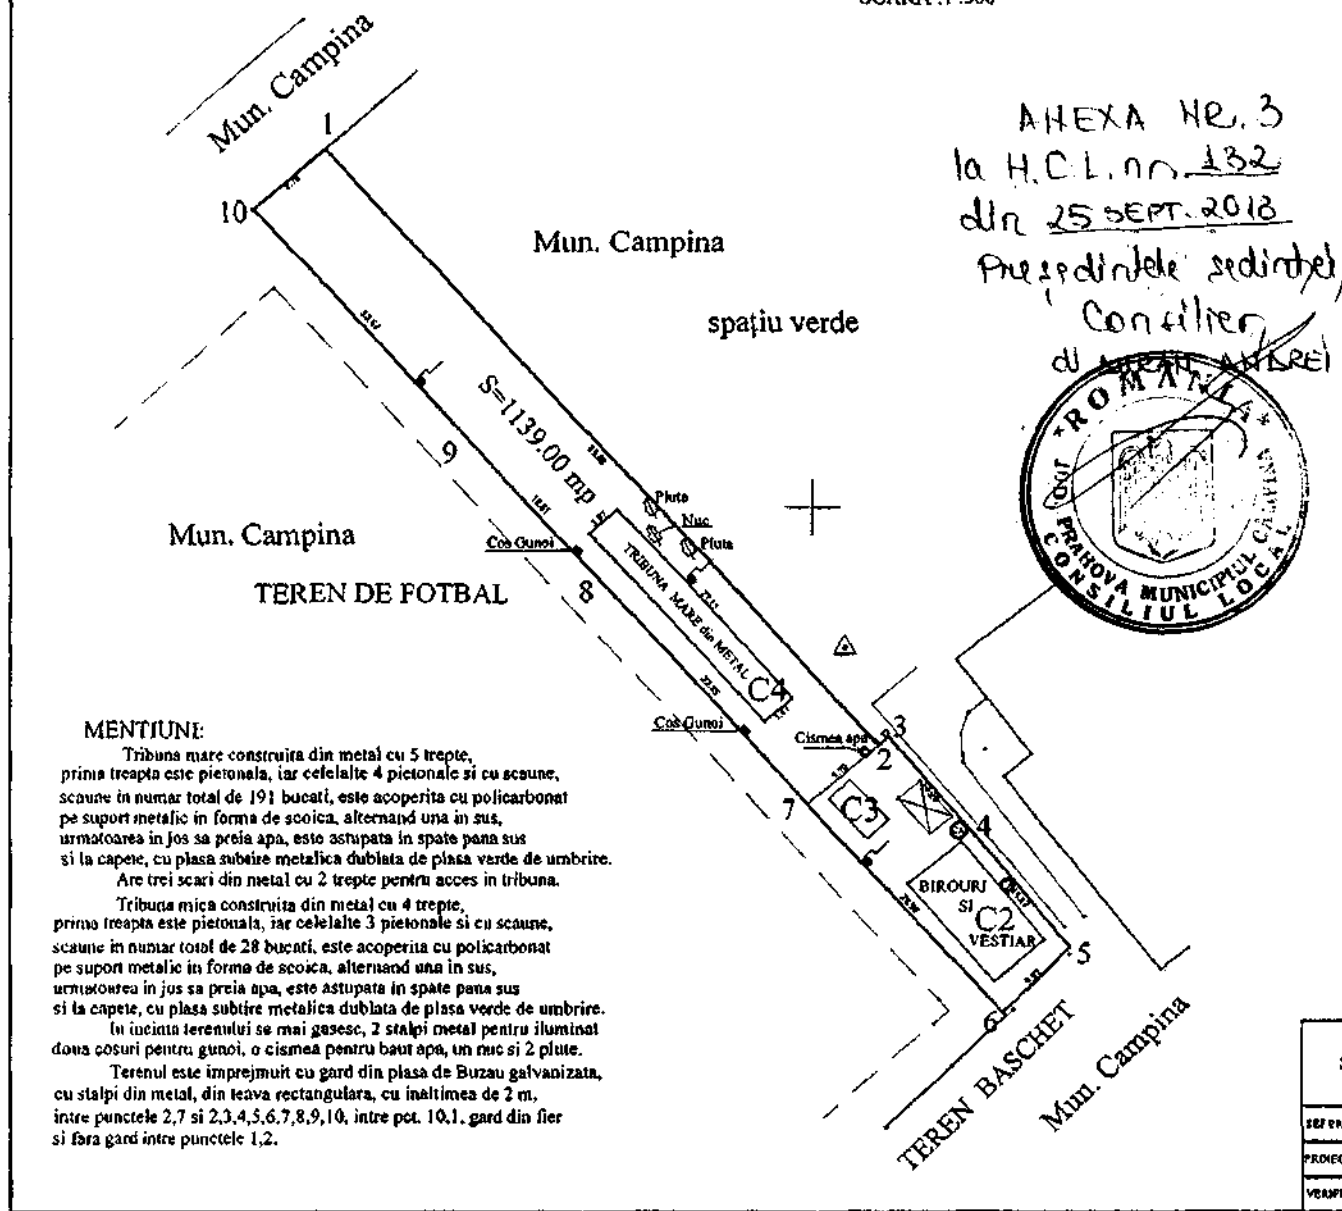 ANEXA NR. 3
la H.C.L. nr. 132
din 25 SEPT. 2018
Președintele ședinței,
Consilier,
ANDREI
* ROMÂNIA *
JUD. PRAHOVA MUNICIPIUL CAMPINA
CONSILIUL LOCAL
Mun. Campina
1
10
Mun. Campina
spațiu verde
S=1139.00 mp
9
Pluta
Nuc
Pluta
Mun. Campina
Cos Gunoi
TEREN DE FOTBAL
8
TRIBUNA MARE din METAL
C4
Cos Gunoi
Cismea apa
3
2
7
C3
4
BIROURI
SI
C2
VESTIAR
5
6
TEREN BASCHET
Mun. Campina
MENTIUNI:
Tribuna mare construita din metal cu 5 trepte,
prima treapta este pietonala, iar celelalte 4 pietonale si cu scaune,
scaune in numar total de 191 bucati, este acoperita cu policarbonat
pe suport metalic in forma de scoica, alternand una in sus,
urmatoarea in jos sa preia apa, este astupata in spate pana sus
si la capete, cu plasa subtire metalica dublata de plasa verde de umbrire.
Are trei scari din metal cu 2 trepte pentru acces in tribuna.
Tribuna mica construita din metal cu 4 trepte,
prima treapta este pietonala, iar celelalte 3 pietonale si cu scaune,
scaune in numar total de 28 bucati, este acoperita cu policarbonat
pe suport metalic in forma de scoica, alternand una in sus,
urmatoarea in jos sa preia apa, este astupata in spate pana sus
si la capete, cu plasa subtire metalica dublata de plasa verde de umbrire.
In incinta terenului se mai gasesc, 2 stalpi metal pentru iluminat
doua cosuri pentru gunoi, o cismea pentru baut apa, un nuc si 2 plute.
Terenul este imprejmuit cu gard din plasa de Buzau galvanizata,
cu stalpi din metal, din teava rectangulara, cu inaltimea de 2 m,
intre punctele 2,7 si 2,3,4,5,6,7,8,9,10, intre pct. 10,1, gard din fier
si fara gard intre punctele 1,2.